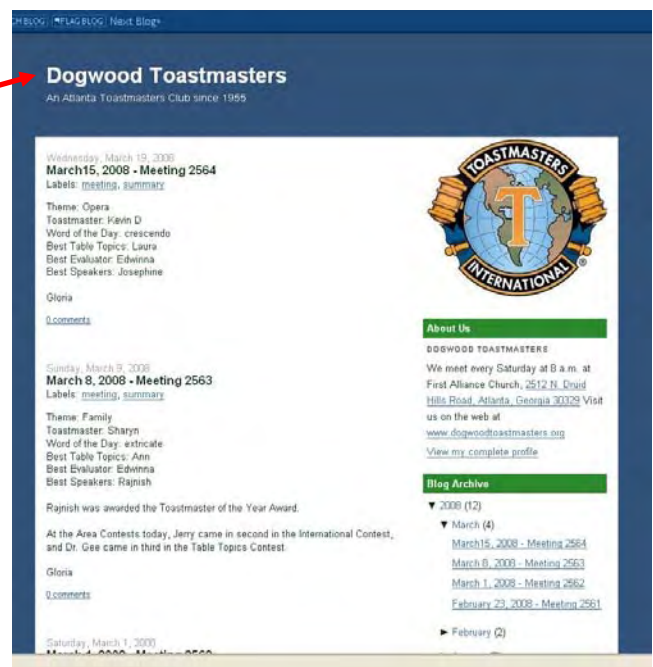 CH BLOG FLAG BLOG Next Blog»
Dogwood Toastmasters
An Atlanta Toastmasters Club since 1955
Wednesday, March 19, 2008
March15, 2008 - Meeting 2564
Labels: meeting, summary
Theme: Opera
Toastmaster: Kevin D
Word of the Day: crescendo
Best Table Topics: Laura
Best Evaluator: Edwinna
Best Speakers: Josephine
Gloria
0 comments
Sunday, March 9, 2008
March 8, 2008 - Meeting 2563
Labels: meeting, summary
Theme: Family
Toastmaster: Sharyn
Word of the Day: extricate
Best Table Topics: Ann
Best Evaluator: Edwinna
Best Speakers: Rajnish
Rajnish was awarded the Toastmaster of the Year Award.
At the Area Contests today, Jerry came in second in the International Contest,
and Dr. Gee came in third in the Table Topics Contest.
Gloria
0 comments
Saturday, March 1, 2008
TOASTMASTERS
T
INTERNATIONAL
®
About Us
DOGWOOD TOASTMASTERS
We meet every Saturday at 8 a.m. at
First Alliance Church, 2512 N. Druid
Hills Road, Atlanta, Georgia 30329 Visit
us on the web at
www.dogwoodtoastmasters.org
View my complete profile
Blog Archive
▼ 2008 (12)
▼ March (4)
March15, 2008 - Meeting 2564
March 8, 2008 - Meeting 2563
March 1, 2008 - Meeting 2562
February 23, 2008 - Meeting 2561
► February (2)